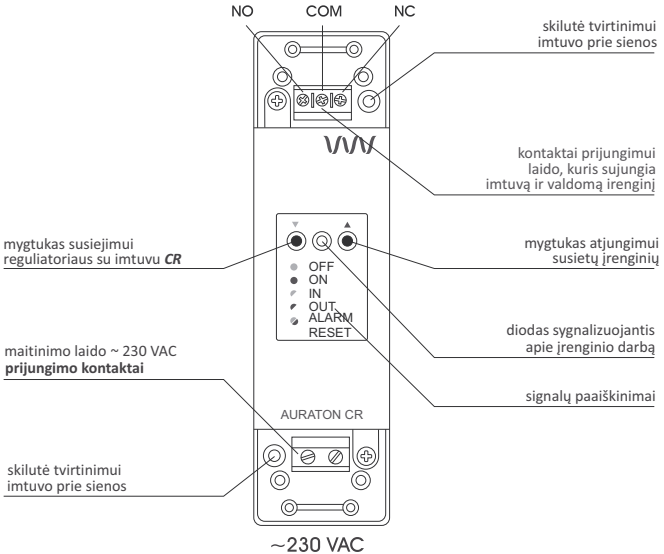 NO COM NC
skilutė tvirtinimui
imtuvo prie sienos
kontaktai prijungimui
laido, kuris sujungia
imtuvą ir valdomą irenginį
mygtukas susiejimui
reguliatoriaus su imtuvu CR
mygtukas atjungimui
susietų įrenginių
OFF
ON
IN
OUT
ALARM
RESET
diodas sygnalizuojantis
apie įrenginio darbą
maitinimo laido ~ 230 VAC
prijungimo kontaktai
signalų paaiškinimai
AURATON CR
skilutė tvirtinimui
imtuvo prie sienos
~230 VAC